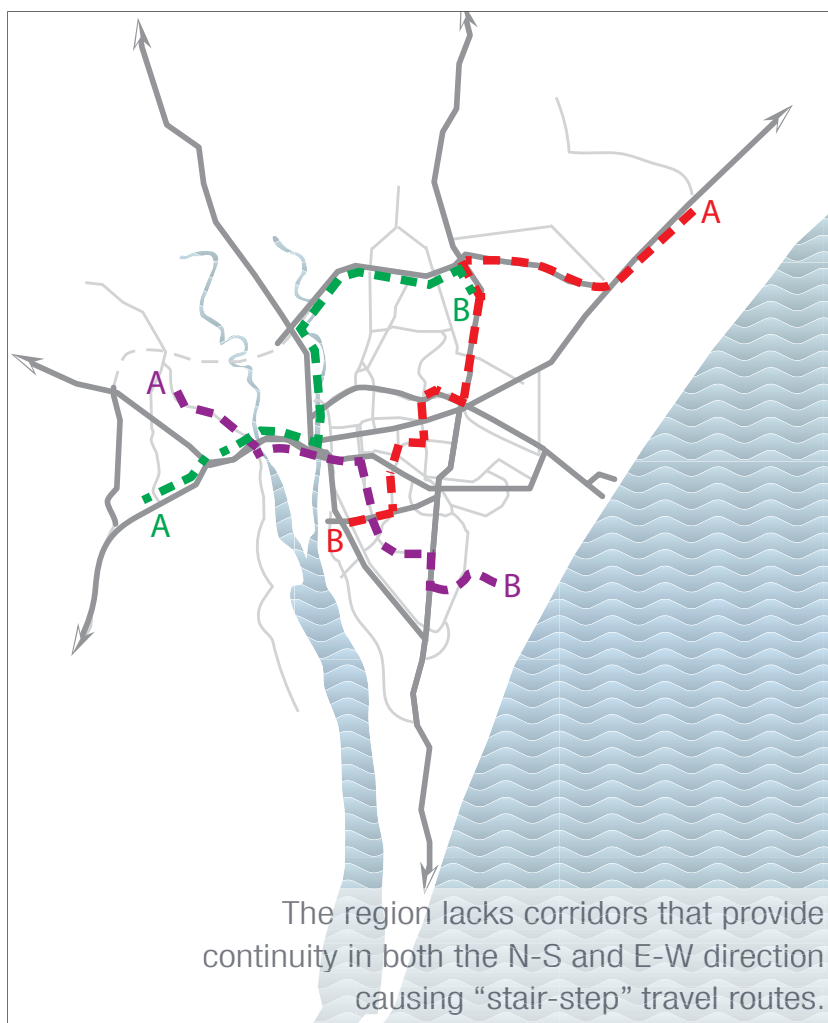 A
B
A
A
B
B
The region lacks corridors that provide
continuity in both the N-S and E-W direction
causing “stair-step” travel routes.